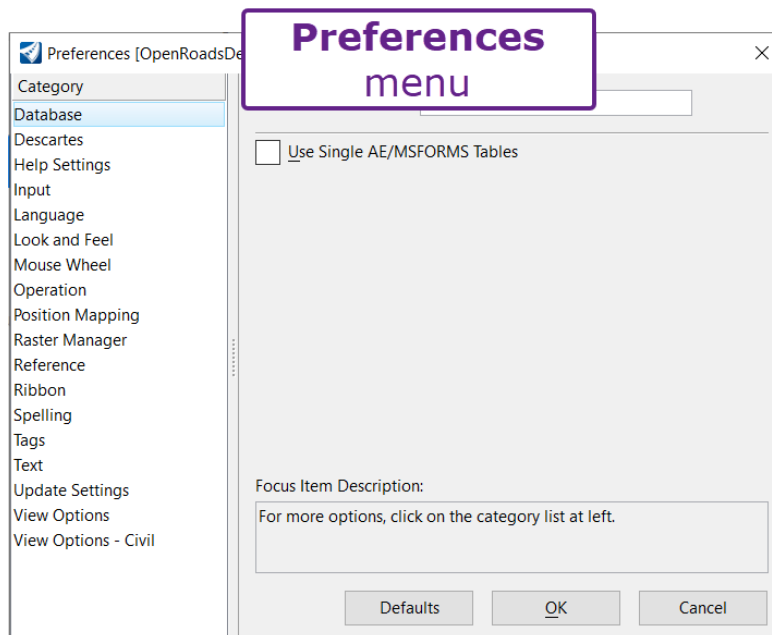 Preferences
menu
Preferences [OpenRoadsDe
Category
Database
Descartes
Help Settings
Input
Language
Look and Feel
Mouse Wheel
Operation
Position Mapping
Raster Manager
Reference
Ribbon
Spelling
Tags
Text
Update Settings
View Options
View Options - Civil
Use Single AE/MSFORMS Tables
Focus Item Description:
For more options, click on the category list at left.
Defaults
OK
Cancel